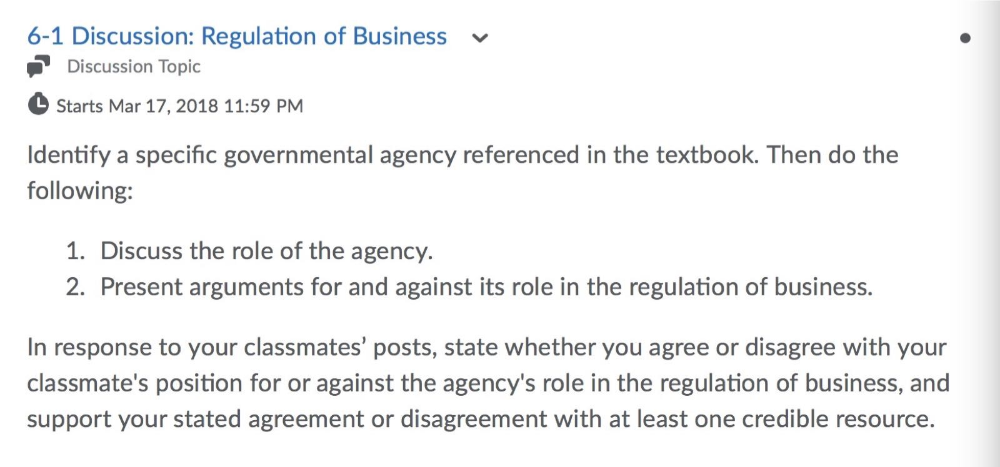 6-1 Discussion: Regulation of Business
Discussion Topic
Starts Mar 17, 2018 11:59 PM
Identify a specific governmental agency referenced in the textbook. Then do the
following:
1. Discuss the role of the agency.
2. Present arguments for and against its role in the regulation of business.
In response to your classmates’ posts, state whether you agree or disagree with your
classmate's position for or against the agency's role in the regulation of business, and
support your stated agreement or disagreement with at least one credible resource.